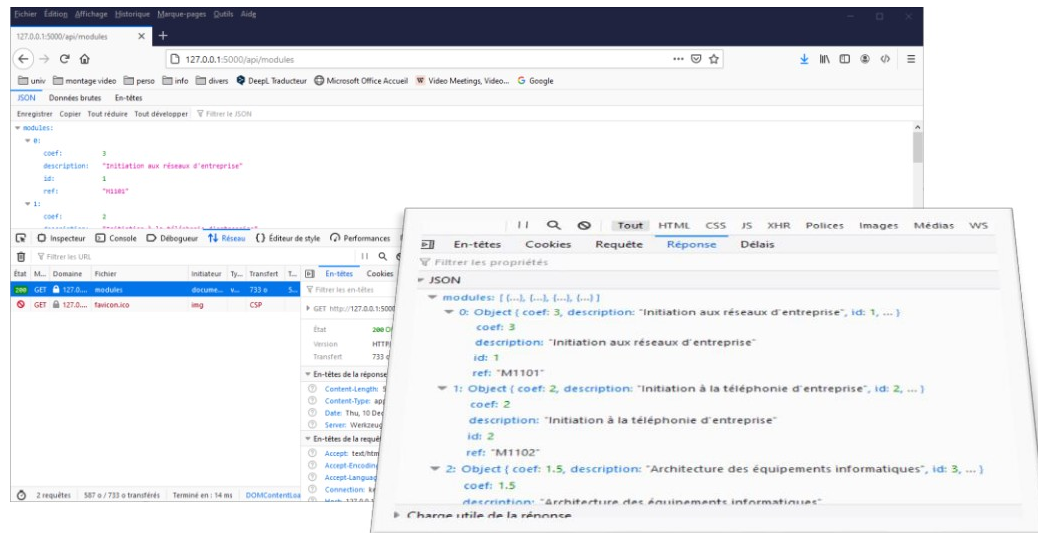 Eichier Édition Affichage Historique Marque-pages Outils Aide
127.0.0.1:5000/api/modules
127.0.0.1:5000/api/modules
univ montage video perso info divers DeepL Traducteur Microsoft Office Accueil Video Meetings, Video... Google
JSON Données brutes En-têtes
Enregistrer Copier Tout réduire Tout développer Filtrer le JSON
modules:
0:
coef: 3
description: "Initiation aux réseaux d'entreprise"
id: 1
ref: "M1101"
1:
coef: 2
Inspecteur Console Débogueur Réseau {} Éditeur de style Performances
Filtrer les URL
État M... Domaine Fichier Initiateur Ty... Transfert T...
En-têtes Cookies
200 GET 127.0.... modules docume... v... 733 o 5...
GET 127.0.... favicon.ico img CSP
Filtrer les en-têtes
GET http://127.0.0.1:5000
État 200 O
Version HTTP
Transfert 733
En-têtes de la réponse
Content-Length: 5
Content-Type: app
Date: Thu, 10 Dec
Server: Werkzeug
En-têtes de la requê
Accept: text/htm
Accept-Encodin
Accept-Languag
Connection: ke
2 requêtes 587 o / 733 o transférés Terminé en : 14 ms DOMContentLoa
Tout HTML CSS JS XHR Polices Images Médias WS
En-têtes Cookies Requête Réponse Délais
Filtrer les propriétés
JSON
modules: [ {...}, {...}, {...}, {...} ]
0: Object { coef: 3, description: "Initiation aux réseaux d'entreprise", id: 1, ... }
coef: 3
description: "Initiation aux réseaux d'entreprise"
id: 1
ref: "M1101"
1: Object { coef: 2, description: "Initiation à la téléphonie d'entreprise", id: 2, ... }
coef: 2
description: "Initiation à la téléphonie d'entreprise"
id: 2
ref: "M1102"
2: Object { coef: 1.5, description: "Architecture des équipements informatiques", id: 3, ... }
coef: 1.5
description: "Architecture des équipements informatiques"
Charge utile de la réponse